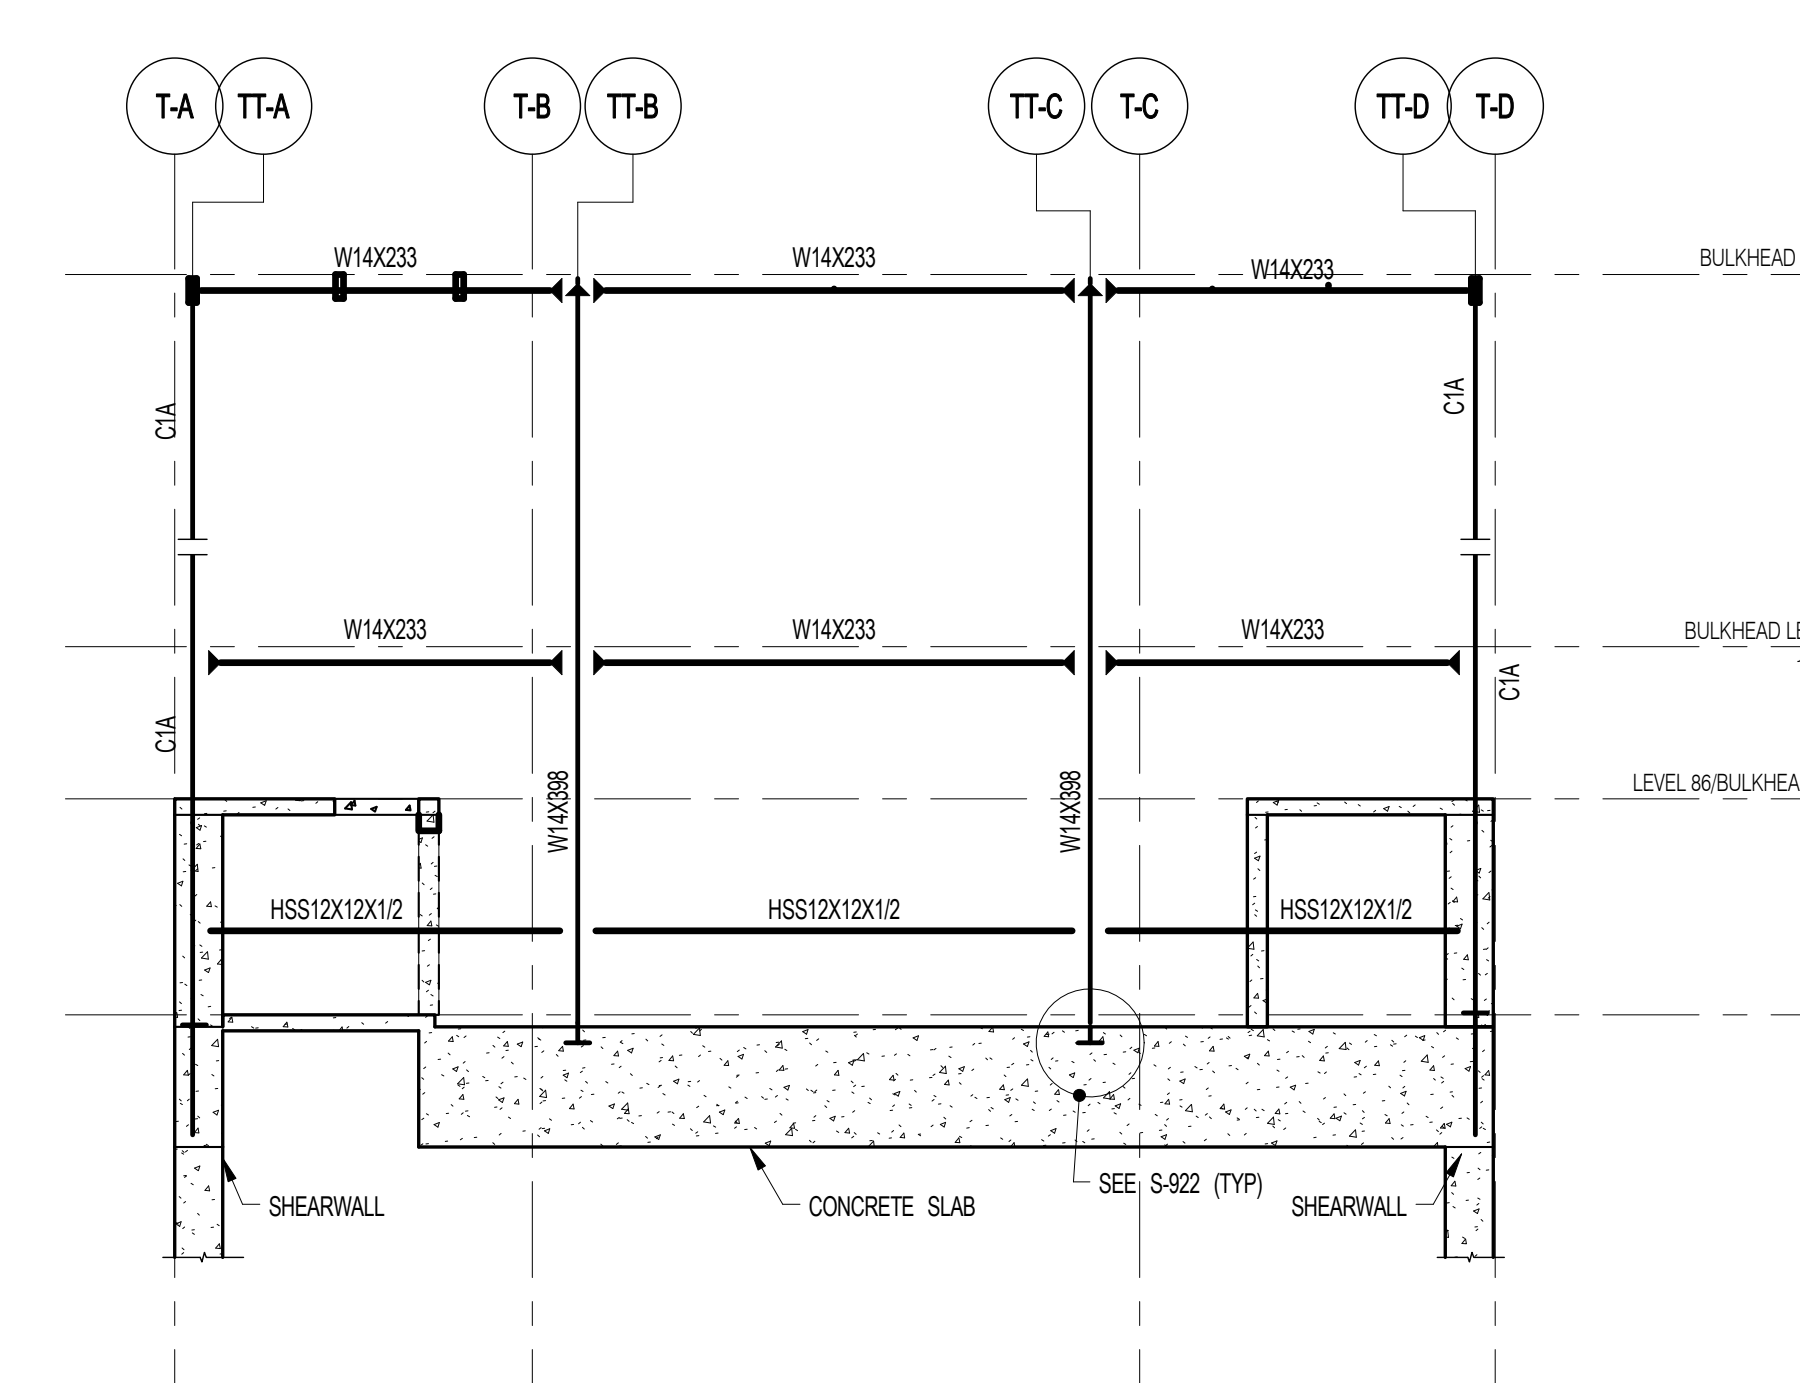 T-A TT-A T-B TT-B TT-C T-C TT-D T-D
W14X233 W14X233 W14X233 BULKHEAD
C1A C1A
W14X233 W14X233 W14X233 BULKHEAD LE
C1A C1A
W14X398 W14X398 LEVEL 86/BULKHEA
HSS12X12X1/2 HSS12X12X1/2 HSS12X12X1/2
SEE S-922 (TYP)
SHEARWALL CONCRETE SLAB SHEARWALL